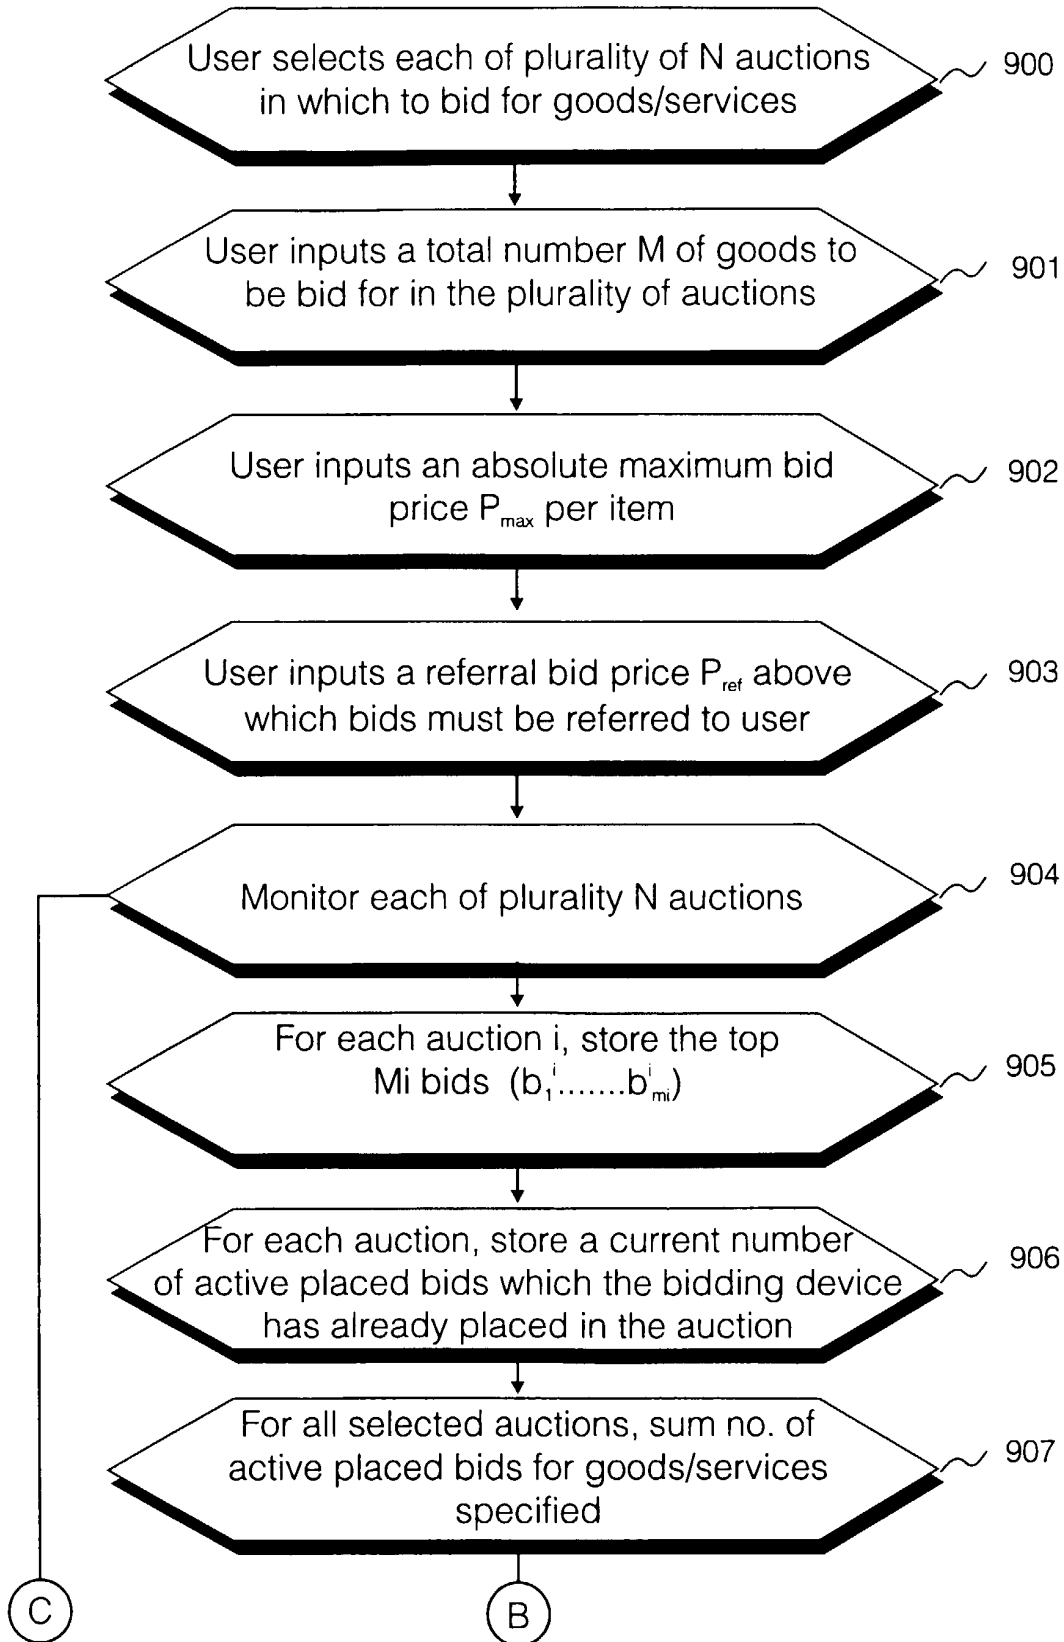 User selects each of plurality of N auctions
in which to bid for goods/services
900
User inputs a total number M of goods to
be bid for in the plurality of auctions
901
User inputs an absolute maximum bid
price Pmax per item
902
User inputs a referral bid price Pref above
which bids must be referred to user
903
Monitor each of plurality N auctions
904
For each auction i, store the top
Mi bids (b₁ⁱ.......bⁱmi)
905
For each auction, store a current number
of active placed bids which the bidding device
has already placed in the auction
906
For all selected auctions, sum no. of
active placed bids for goods/services
specified
907
C
B